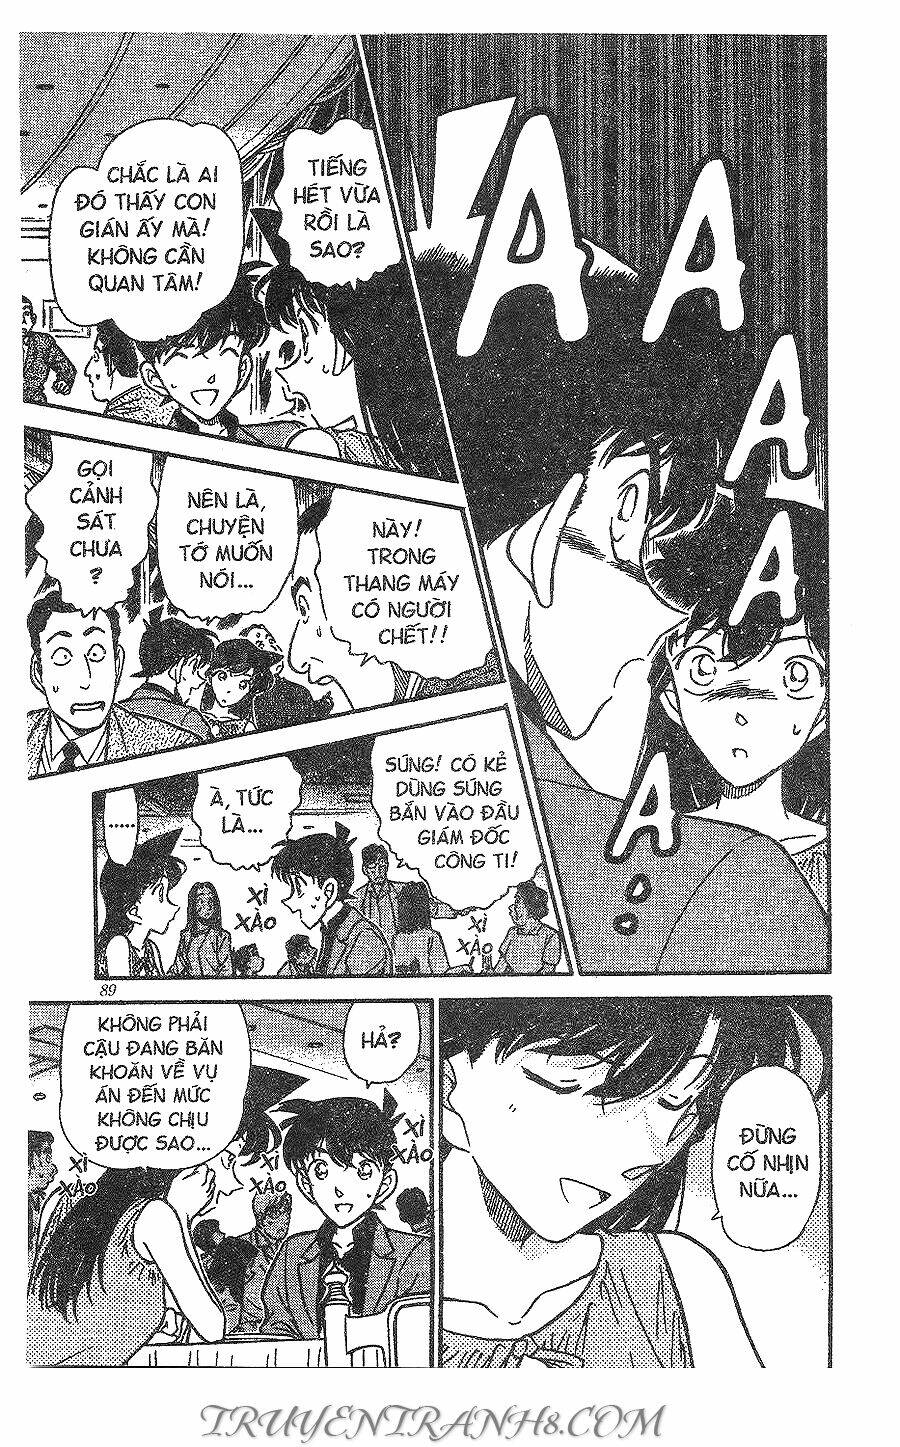 A
A
A
A
A
TIẾNG
HÉT VỪA
RỒI LÀ
SAO?
CHẮC LÀ AI
ĐÓ THẤY CON
GIÁN ẤY MÀ!
KHÔNG CẦN
QUAN TÂM!
NÀY!
TRONG
THANG MÁY
CÓ NGƯỜI
CHẾT!!
NÊN LÀ,
CHUYỆN
TỚ MUỐN
NÓI...
GỌI
CẢNH
SÁT
CHƯA
?
SÚNG! CÓ KẺ
DÙNG SÚNG
BẮN VÀO ĐẦU
GIÁM ĐỐC
CÔNG TI!
XÌ
XÀO
À, TỨC
LÀ...
XÌ
XÀO
......
89
ĐỪNG
CỐ NHỊN
NỮA...
HẢ?
XÌ
XÀO
KHÔNG PHẢI
CẬU ĐANG BĂN
KHOĂN VỀ VỤ
ÁN ĐẾN MỨC
KHÔNG CHỊU
ĐƯỢC SAO...
XÌ
XÀO
XÌ
XÀO
TRUYENTRANH8.COM